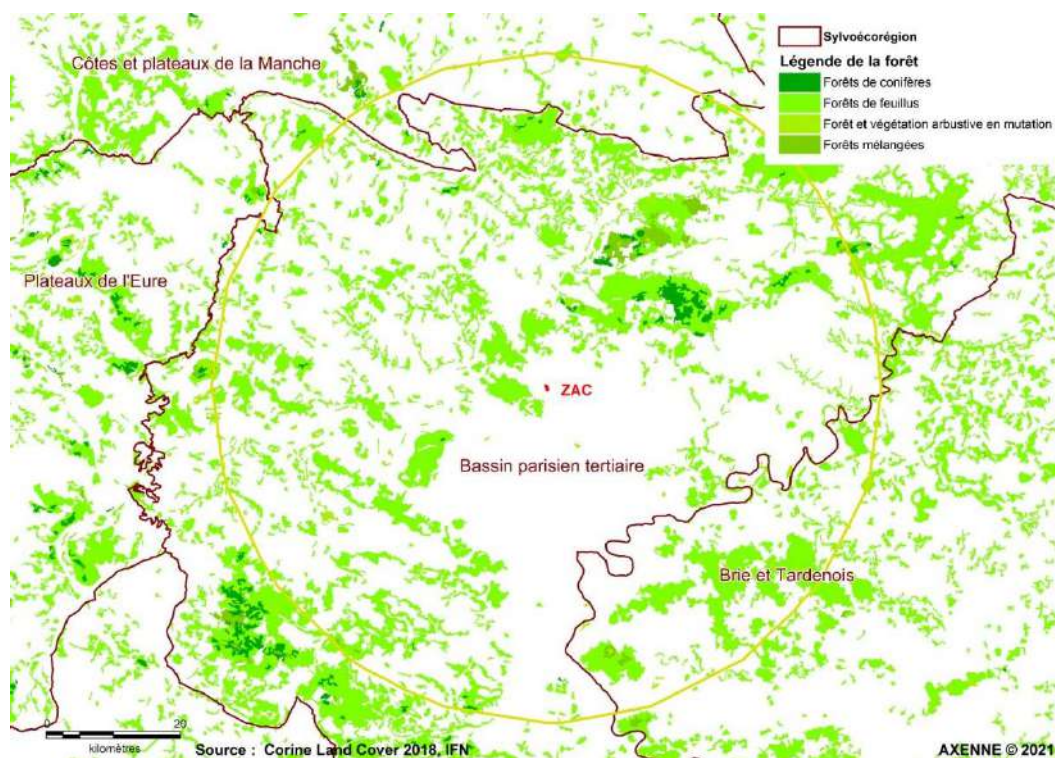 Côtes et plateaux de la Manche
Sylvoécorégion
Légende de la forêt
Forêts de conifères
Forêts de feuillus
Forêt et végétation arbustive en mutation
Forêts mélangées
Plateaux de l'Eure
ZAC
Bassin parisien tertiaire
Brie et Tardenois
0 20
kilomètres
Source : Corine Land Cover 2018, IFN
AXENNE © 2021